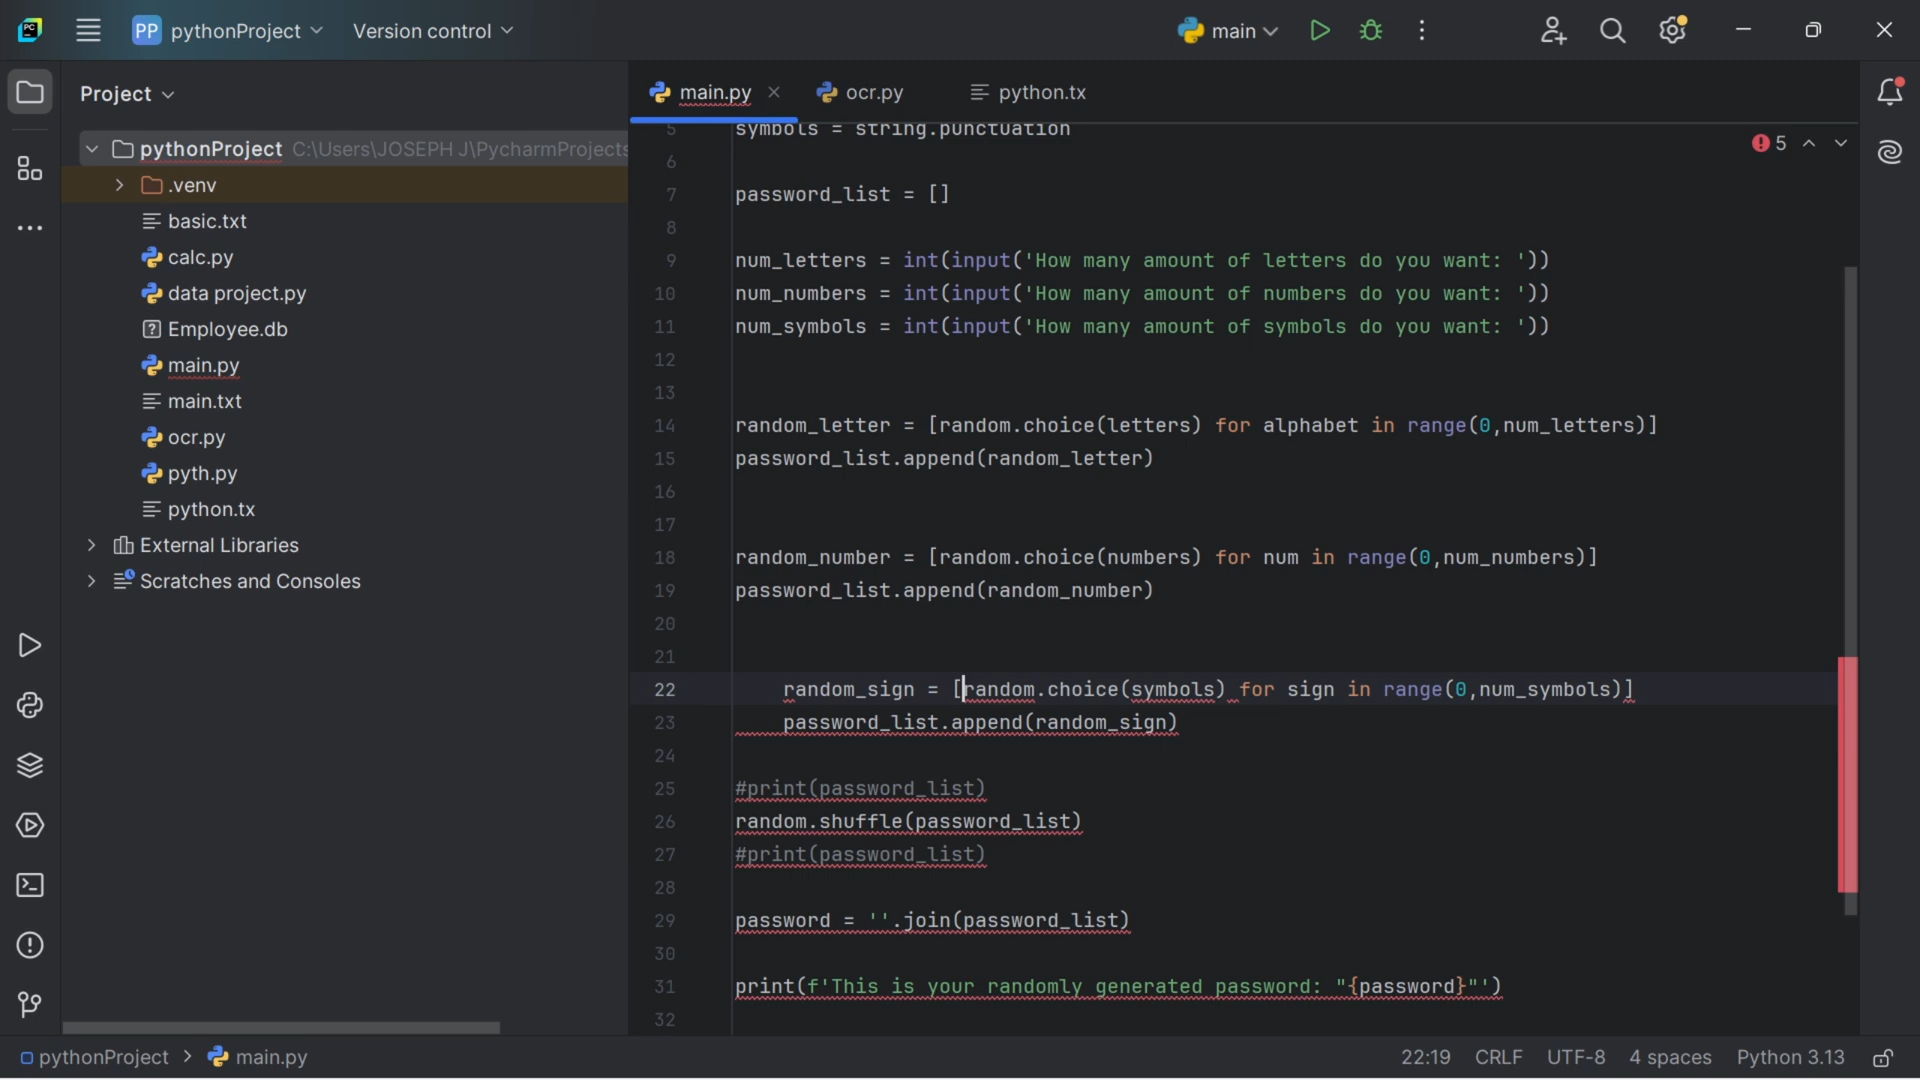 PC
PP pythonProject
Version control
main
Project
pythonProject C:\Users\JOSEPH J\PycharmProjects
.venv
basic.txt
calc.py
data project.py
Employee.db
main.py
main.txt
ocr.py
pyth.py
python.tx
External Libraries
Scratches and Consoles
main.py
ocr.py
python.tx
5
5 symbols = string.punctuation
6
7 password_list = []
8
9 num_letters = int(input('How many amount of letters do you want: '))
10 num_numbers = int(input('How many amount of numbers do you want: '))
11 num_symbols = int(input('How many amount of symbols do you want: '))
12
13
14 random_letter = [random.choice(letters) for alphabet in range(0,num_letters)]
15 password_list.append(random_letter)
16
17
18 random_number = [random.choice(numbers) for num in range(0,num_numbers)]
19 password_list.append(random_number)
20
21
22 random_sign = [random.choice(symbols) for sign in range(0,num_symbols)]
23 password_list.append(random_sign)
24
25 #print(password_list)
26 random.shuffle(password_list)
27 #print(password_list)
28
29 password = ''.join(password_list)
30
31 print(f'This is your randomly generated password: "{password}"')
32
pythonProject > main.py
22:19 CRLF UTF-8 4 spaces Python 3.13